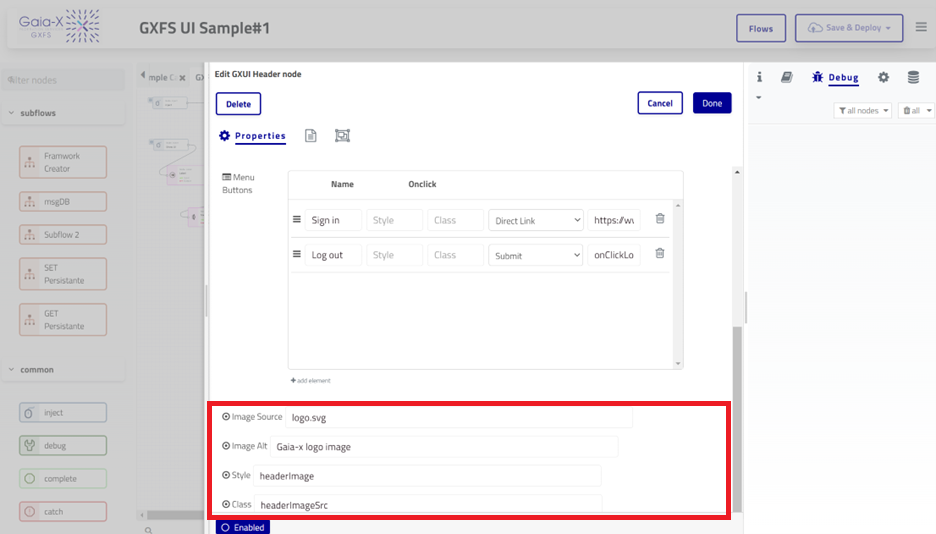 Gaia-X
GXFS
GXFS UI Sample#1
Flows
Save & Deploy
filter nodes
subflows
Framwork
Creator
msgDB
Subflow 2
SET
Persistante
GET
Persistante
common
inject
debug
complete
catch
mple C
GX
Edit GXUI Header node
Delete
Cancel
Done
Properties
Menu
Buttons
Name Onclick
Sign in Style Class Direct Link https://w
Log out Style Class Submit onClickLo
add element
Image Source logo.svg
Image Alt Gaia-x logo image
Style headerImage
Class headerImageSrc
Enabled
Debug
all nodes
all